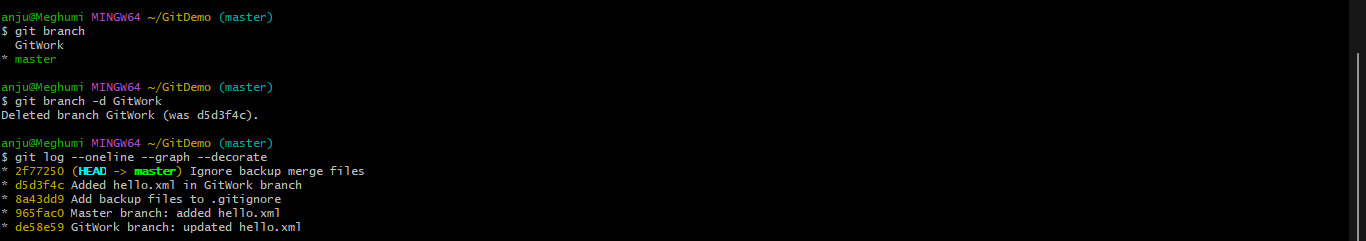 anju@Meghumi MINGW64 ~/GitDemo (master)
$ git branch
  GitWork
* master
anju@Meghumi MINGW64 ~/GitDemo (master)
$ git branch -d GitWork
Deleted branch GitWork (was d5d3f4c).
anju@Meghumi MINGW64 ~/GitDemo (master)
$ git log --oneline --graph --decorate
* 2f77250 (HEAD -> master) Ignore backup merge files
* d5d3f4c Added hello.xml in GitWork branch
* 8a43dd9 Add backup files to .gitignore
* 965fac0 Master branch: added hello.xml
* de58e59 GitWork branch: updated hello.xml